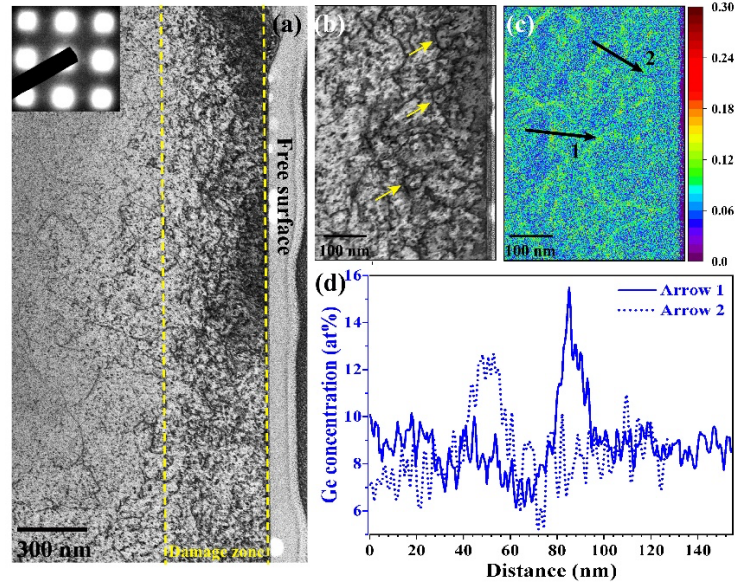 (a)
Free surface
Damage zone
300 nm
(b)
100 nm
(c)
2
1
100 nm
0.30
0.24
0.18
0.12
0.06
0.0
(d)
Arrow 1
Arrow 2
Ge concentration (at%)
16
14
12
10
8
6
0 20 40 60 80 100 120 140
Distance (nm)